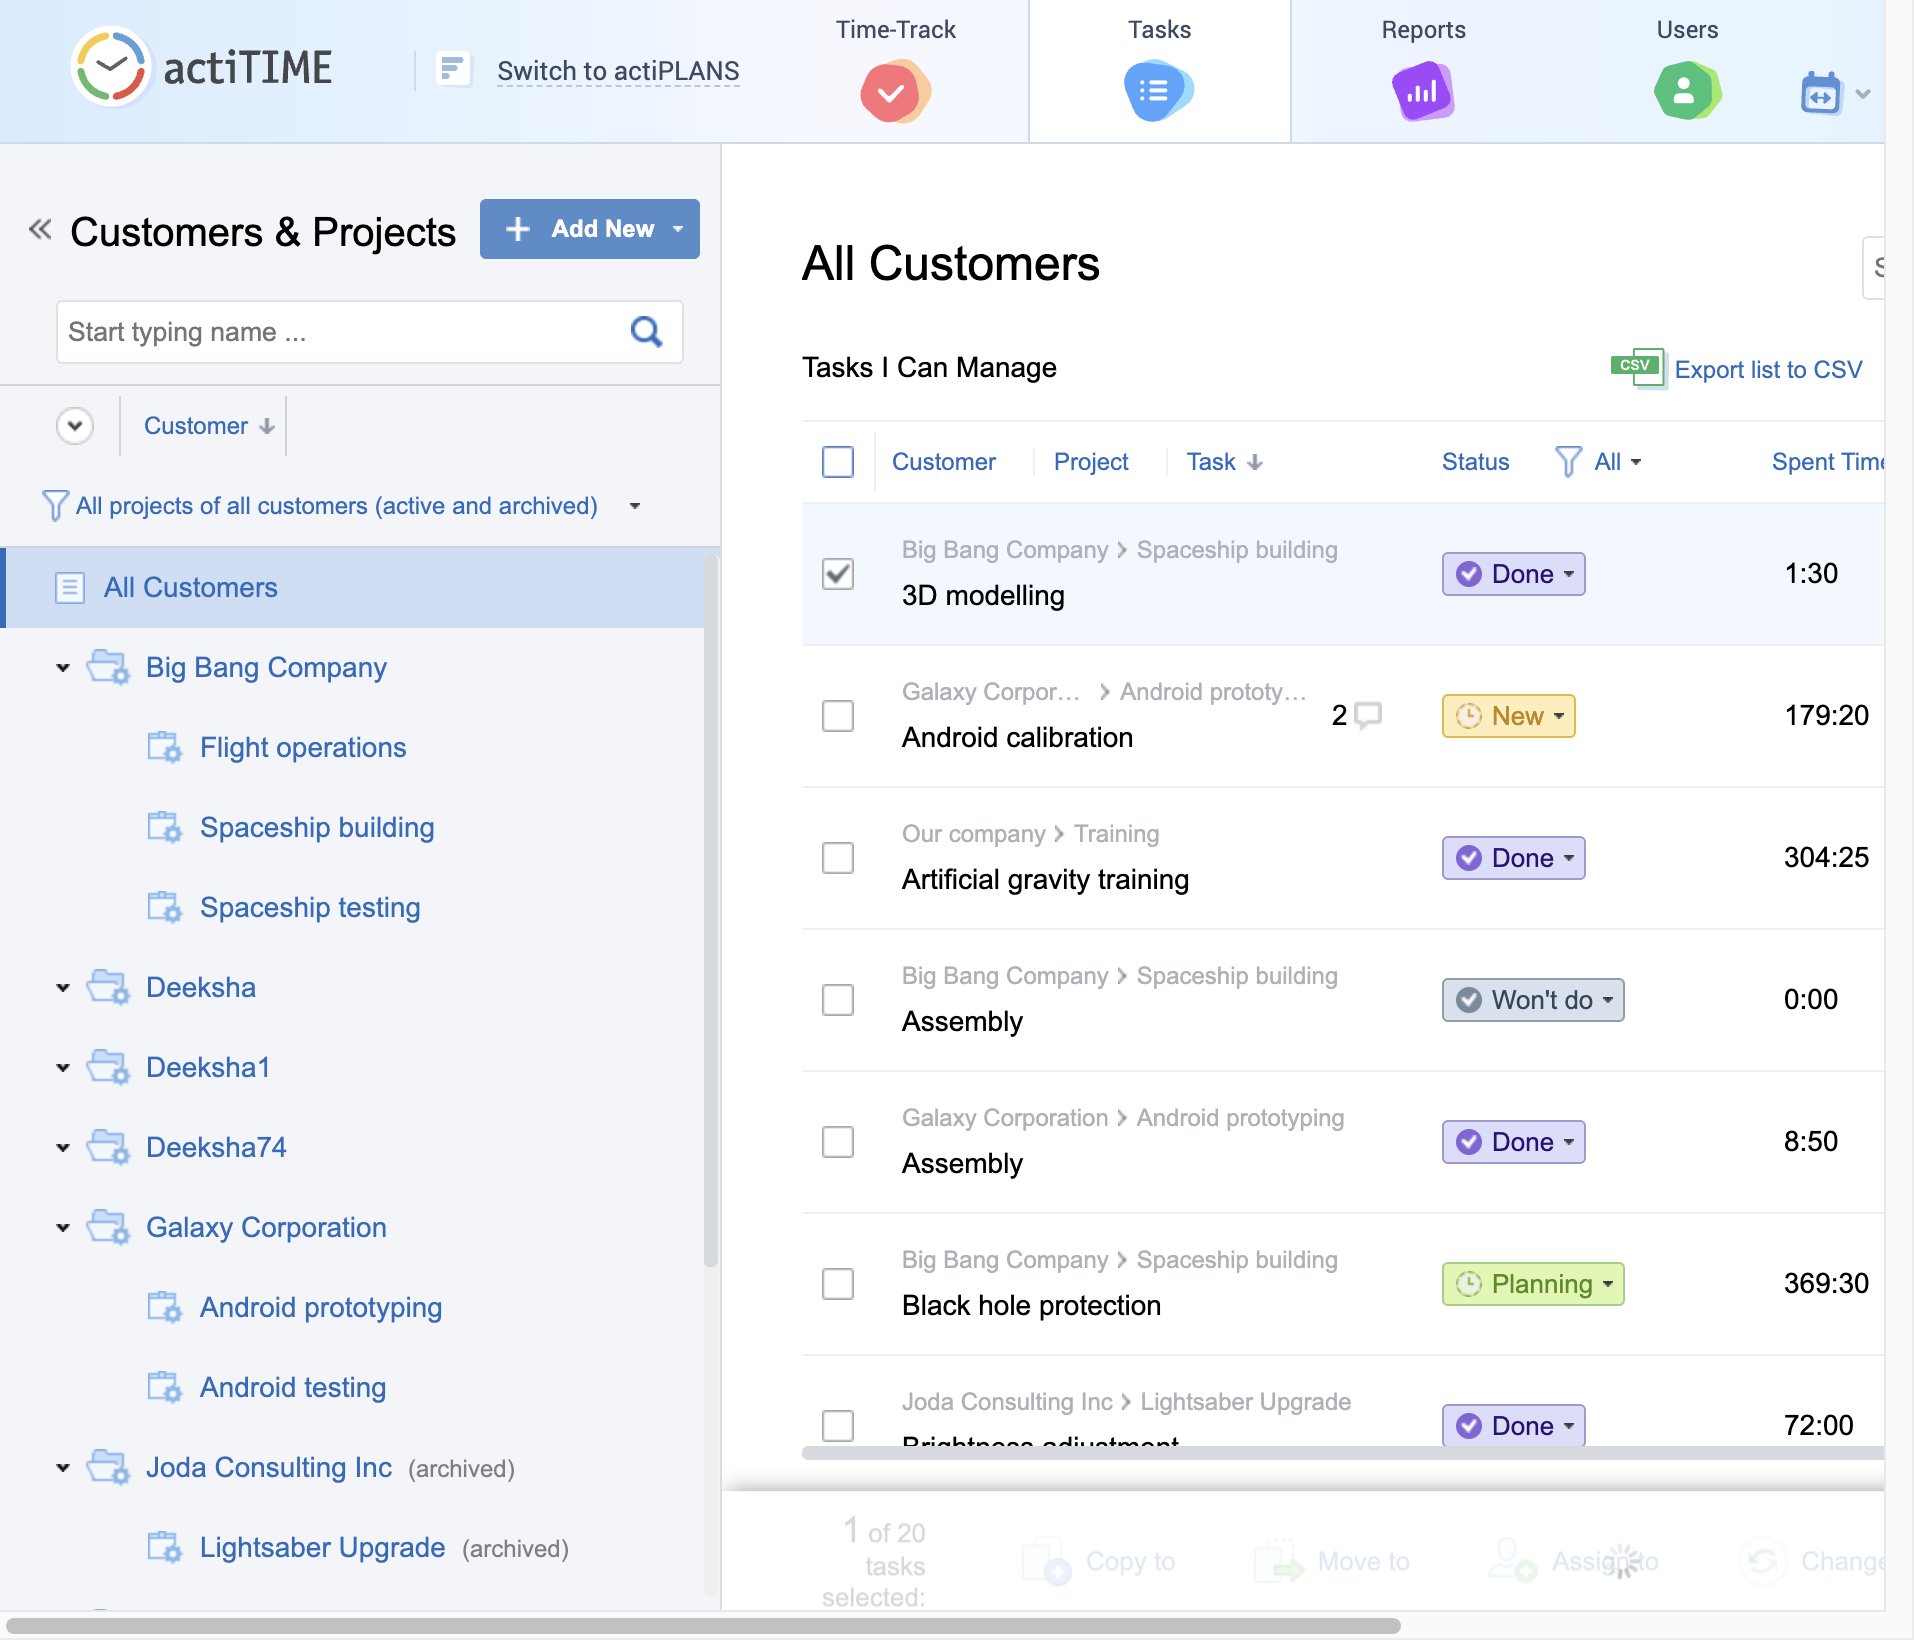 actiTIME
Switch to actiPLANS
Time-Track
Tasks
Reports
Users
Customers & Projects
Add New
Start typing name ...
Customer
All projects of all customers (active and archived)
All Customers
Big Bang Company
Flight operations
Spaceship building
Spaceship testing
Deeksha
Deeksha1
Deeksha74
Galaxy Corporation
Android prototyping
Android testing
Joda Consulting Inc (archived)
Lightsaber Upgrade (archived)
All Customers
Tasks I Can Manage
CSV Export list to CSV
Customer Project Task Status All Spent Time
Big Bang Company > Spaceship building
3D modelling
Done
1:30
Galaxy Corpor... > Android prototy...
Android calibration
2
New
179:20
Our company > Training
Artificial gravity training
Done
304:25
Big Bang Company > Spaceship building
Assembly
Won't do
0:00
Galaxy Corporation > Android prototyping
Assembly
Done
8:50
Big Bang Company > Spaceship building
Black hole protection
Planning
369:30
Joda Consulting Inc > Lightsaber Upgrade
Brightness adjustment
Done
72:00
1 of 20
tasks
selected:
Copy to
Move to
Assign to
Change